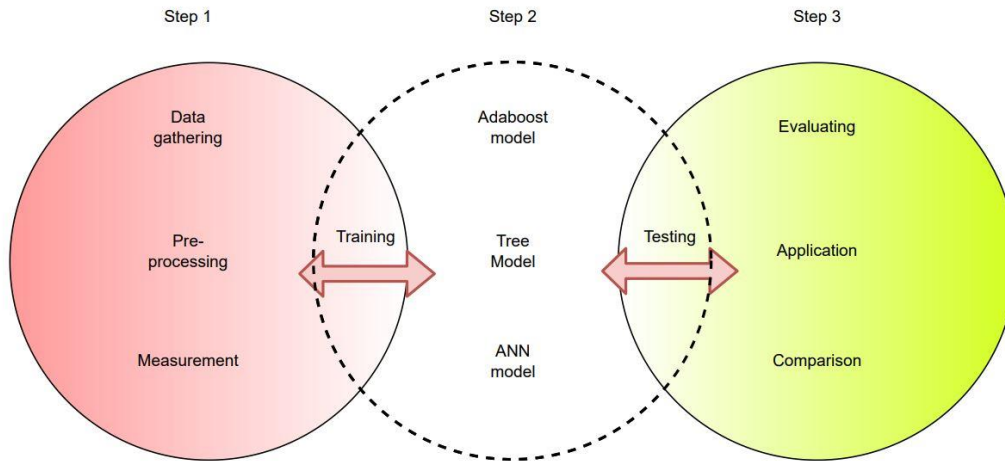 Step 1
Step 2
Step 3
Data
gathering
Adaboost
model
Evaluating
Pre-
processing
Training
Tree
Model
Testing
Application
Measurement
ANN
model
Comparison